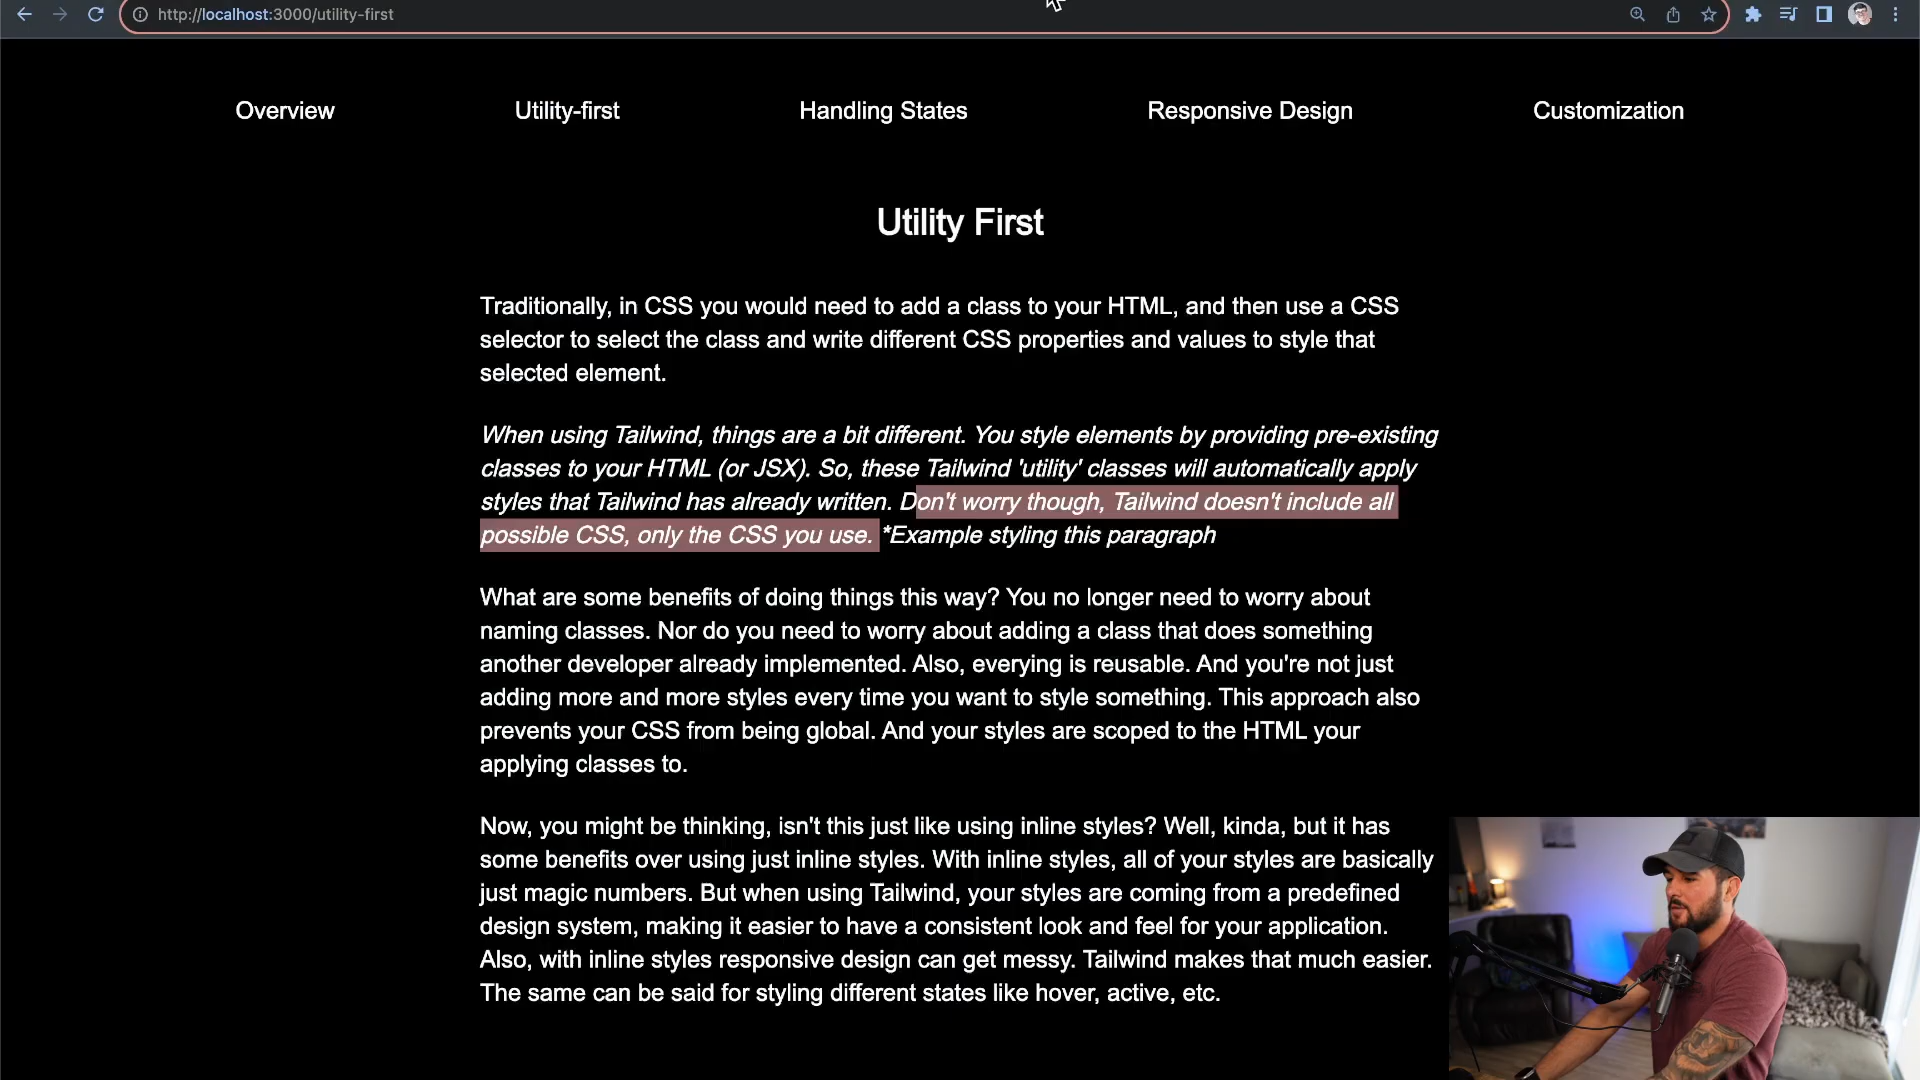 http://localhost:3000/utility-first
Overview
Utility-first
Handling States
Responsive Design
Customization
Utility First
Traditionally, in CSS you would need to add a class to your HTML, and then use a CSS
selector to select the class and write different CSS properties and values to style that
selected element.
When using Tailwind, things are a bit different. You style elements by providing pre-existing
classes to your HTML (or JSX). So, these Tailwind 'utility' classes will automatically apply
styles that Tailwind has already written. Don't worry though, Tailwind doesn't include all
possible CSS, only the CSS you use. *Example styling this paragraph
What are some benefits of doing things this way? You no longer need to worry about
naming classes. Nor do you need to worry about adding a class that does something
another developer already implemented. Also, everying is reusable. And you're not just
adding more and more styles every time you want to style something. This approach also
prevents your CSS from being global. And your styles are scoped to the HTML your
applying classes to.
Now, you might be thinking, isn't this just like using inline styles? Well, kinda, but it has
some benefits over using just inline styles. With inline styles, all of your styles are basically
just magic numbers. But when using Tailwind, your styles are coming from a predefined
design system, making it easier to have a consistent look and feel for your application.
Also, with inline styles responsive design can get messy. Tailwind makes that much easier.
The same can be said for styling different states like hover, active, etc.